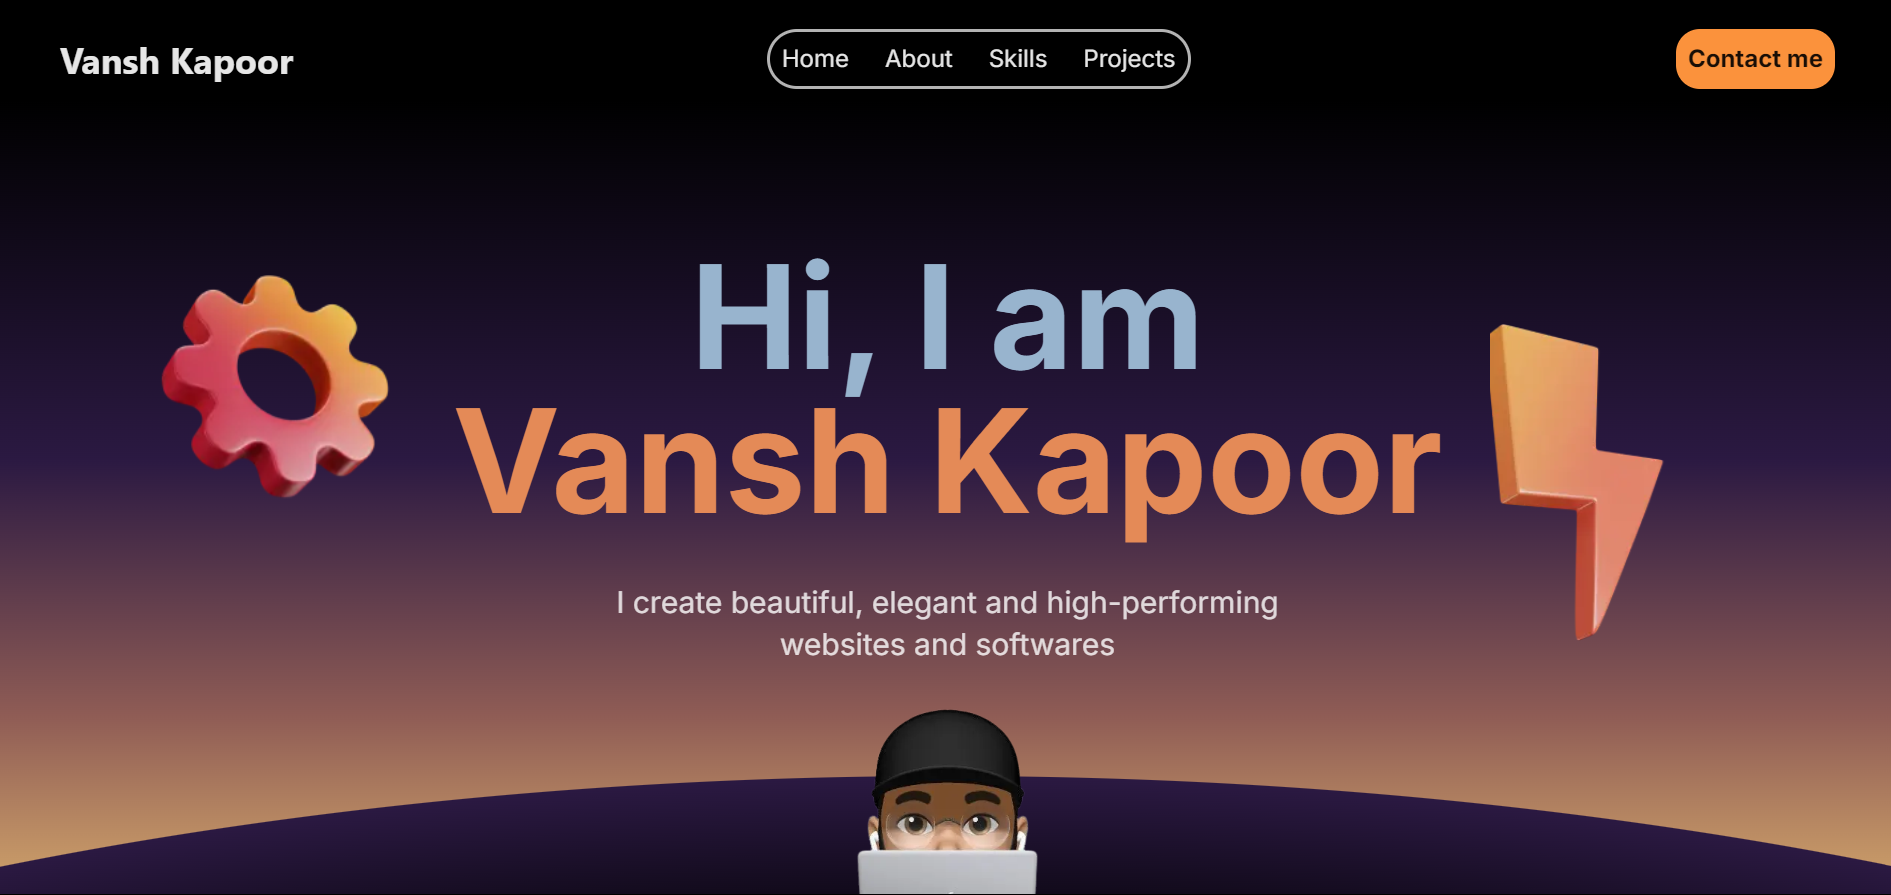 Vansh Kapoor
Home About Skills Projects
Contact me
Hi, I am
Vansh Kapoor
I create beautiful, elegant and high-performing
websites and softwares